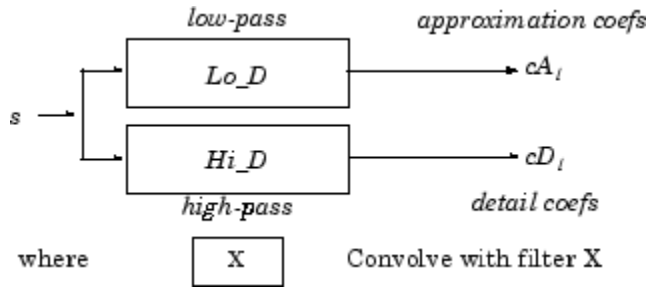 low-pass approximation coefs
Lo_D cA₁
s
Hi_D cD₁
high-pass detail coefs
where X Convolve with filter X